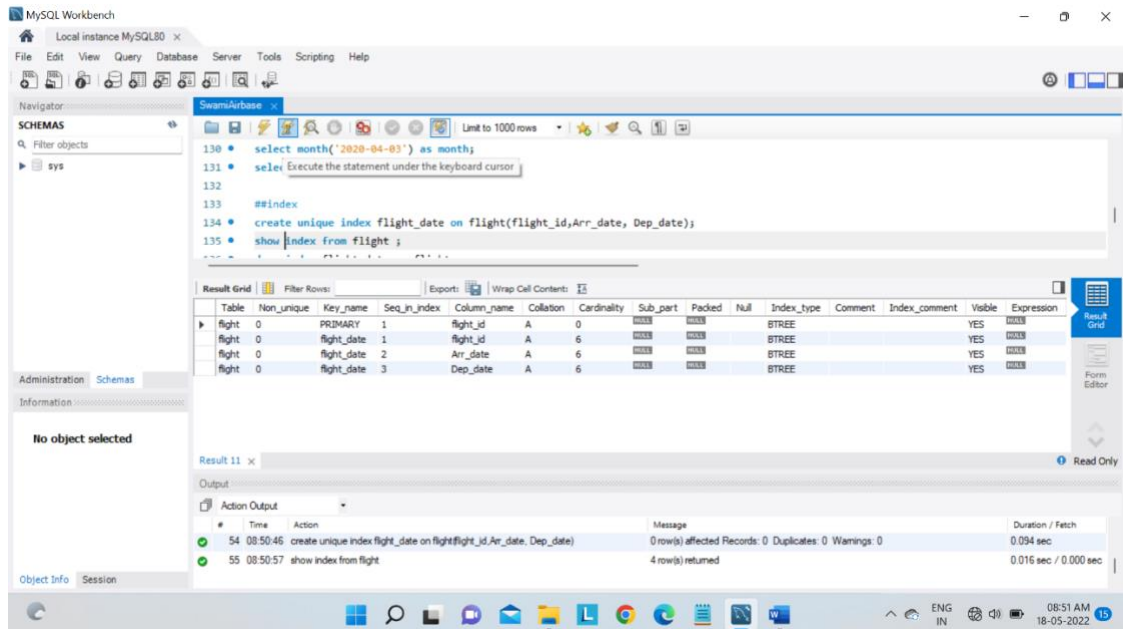 MySQL Workbench
Local instance MySQL80 ×
File Edit View Query Database Server Tools Scripting Help
Navigator
SCHEMAS
Filter objects
sys
Administration Schemas
Information
No object selected
Object Info Session
SwamiAirbase ×
Limit to 1000 rows
130 select month('2020-04-03') as month;
131 sele
Execute the statement under the keyboard cursor
132
133 ##index
134 create unique index flight_date on flight(flight_id,Arr_date, Dep_date);
135 show index from flight ;
Result Grid Filter Rows: Export: Wrap Cell Content:
Table Non_unique Key_name Seq_in_index Column_name Collation Cardinality Sub_part Packed Null Index_type Comment Index_comment Visible Expression
flight 0 PRIMARY 1 flight_id A 0 NULL NULL BTREE YES NULL
flight 0 flight_date 1 flight_id A 6 NULL NULL BTREE YES NULL
flight 0 flight_date 2 Arr_date A 6 NULL NULL BTREE YES NULL
flight 0 flight_date 3 Dep_date A 6 NULL NULL BTREE YES NULL
Result Grid
Form Editor
Result 11 ×
Read Only
Output
Action Output
# Time Action Message Duration / Fetch
54 08:50:46 create unique index flight_date on flight(flight_id,Arr_date, Dep_date) 0 row(s) affected Records: 0 Duplicates: 0 Warnings: 0 0.094 sec
55 08:50:57 show index from flight 4 row(s) returned 0.016 sec / 0.000 sec
ENG
IN
08:51 AM
18-05-2022
15